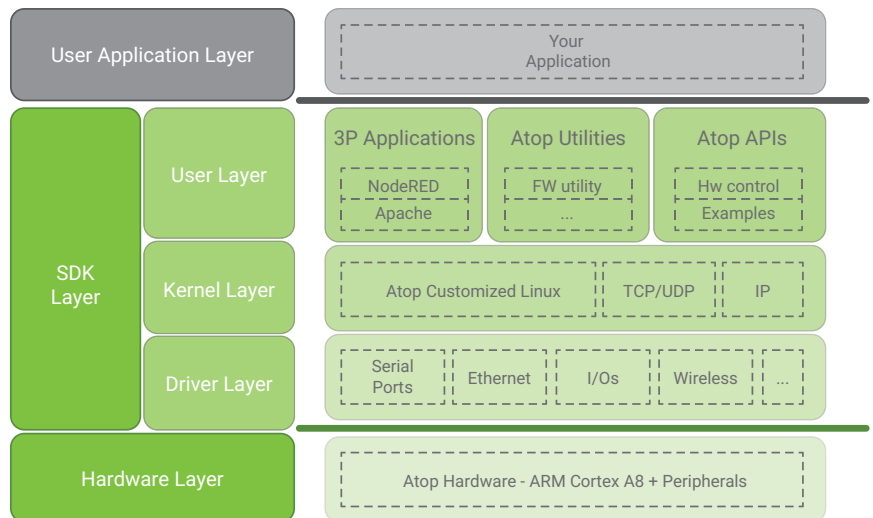 User Application Layer
Your
Application
SDK
Layer
User Layer
3P Applications
NodeRED
Apache
Atop Utilities
FW utility
...
Atop APIs
Hw control
Examples
Kernel Layer
Atop Customized Linux
TCP/UDP
IP
Driver Layer
Serial
Ports
Ethernet
I/Os
Wireless
...
Hardware Layer
Atop Hardware - ARM Cortex A8 + Peripherals